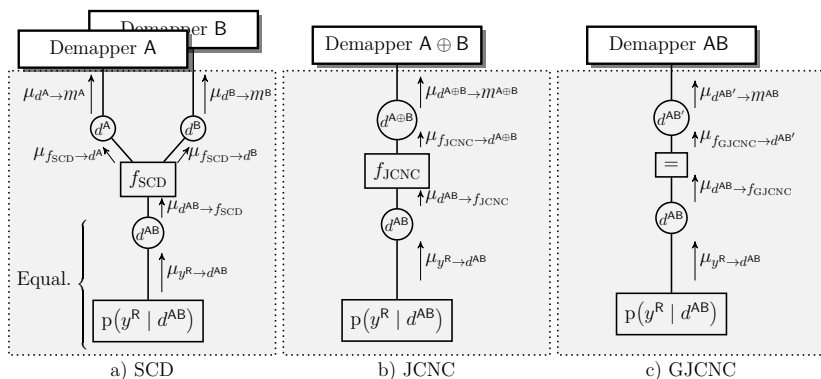 Demapper B
Demapper A
μ_{d^A→m^A}
μ_{d^B→m^B}
d^A
d^B
μ_{f_SCD→d^A}
μ_{f_SCD→d^B}
f_SCD
μ_{d^AB→f_SCD}
d^AB
Equal.
μ_{y^R→d^AB}
p(y^R | d^AB)
a) SCD
Demapper A ⊕ B
μ_{d^A⊕B→m^A⊕B}
d^A⊕B
μ_{f_JCNC→d^A⊕B}
f_JCNC
μ_{d^AB→f_JCNC}
d^AB
μ_{y^R→d^AB}
p(y^R | d^AB)
b) JCNC
Demapper AB
μ_{d^AB′→m^AB}
d^AB′
μ_{f_GJCNC→d^AB′}
=
μ_{d^AB→f_GJCNC}
d^AB
μ_{y^R→d^AB}
p(y^R | d^AB)
c) GJCNC